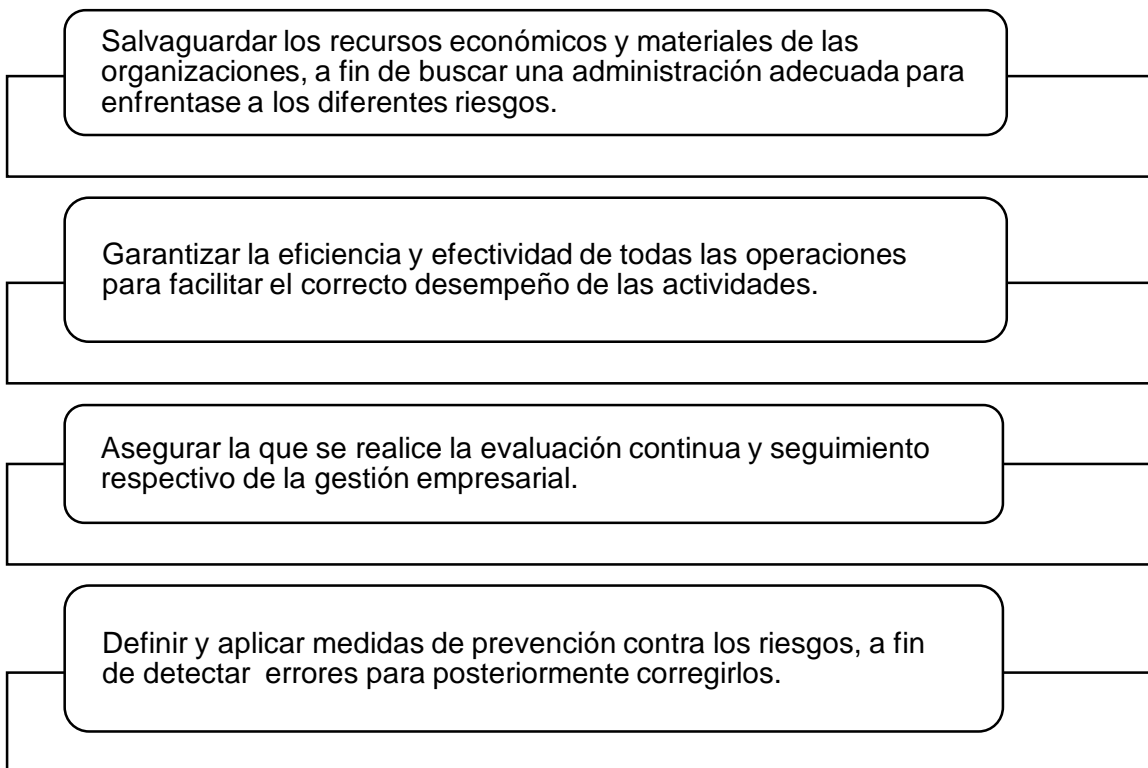 Salvaguardar los recursos económicos y materiales de las
organizaciones, a fin de buscar una administración adecuada para
enfrentase a los diferentes riesgos.
Garantizar la eficiencia y efectividad de todas las operaciones
para facilitar el correcto desempeño de las actividades.
Asegurar la que se realice la evaluación continua y seguimiento
respectivo de la gestión empresarial.
Definir y aplicar medidas de prevención contra los riesgos, a fin
de detectar errores para posteriormente corregirlos.